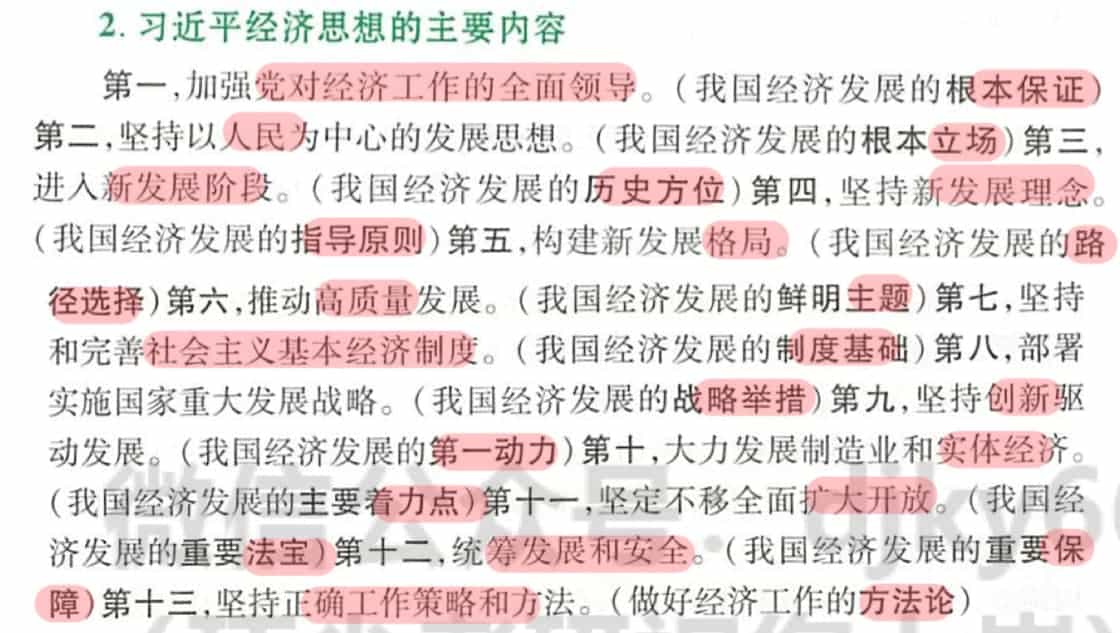 2. 习近平经济思想的主要内容
第一,加强党对经济工作的全面领导。(我国经济发展的根本保证)
第二,坚持以人民为中心的发展思想。(我国经济发展的根本立场)第三,
进入新发展阶段。(我国经济发展的历史方位)第四,坚持新发展理念。
(我国经济发展的指导原则)第五,构建新发展格局。(我国经济发展的路
径选择)第六,推动高质量发展。(我国经济发展的鲜明主题)第七,坚持
和完善社会主义基本经济制度。(我国经济发展的制度基础)第八,部署
实施国家重大发展战略。(我国经济发展的战略举措)第九,坚持创新驱
动发展。(我国经济发展的第一动力)第十,大力发展制造业和实体经济。
(我国经济发展的主要着力点)第十一,坚定不移全面扩大开放。(我国经
济发展的重要法宝)第十二,统筹发展和安全。(我国经济发展的重要保
障)第十三,坚持正确工作策略和方法。(做好经济工作的方法论)
微信公众号: djky6